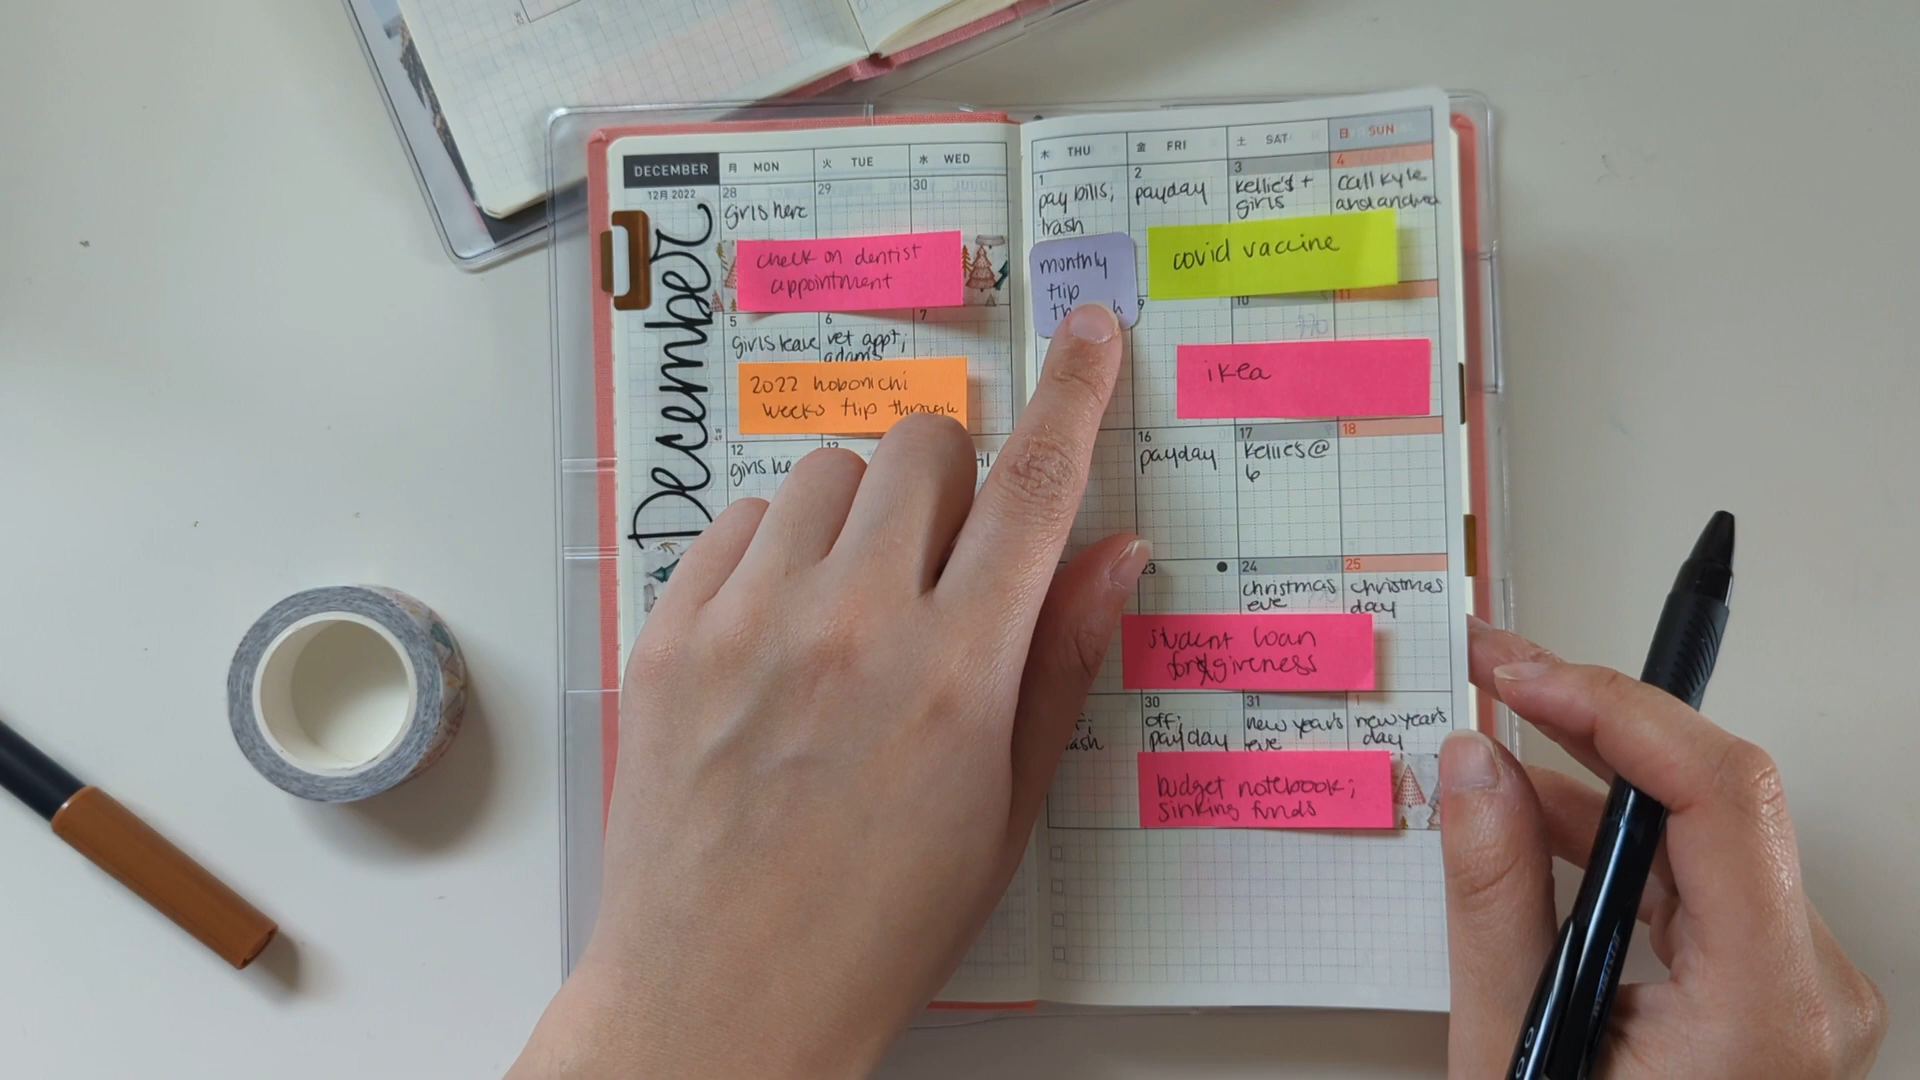 DECEMBER
12月 2022
December
月 MON
火 TUE
水 WED
木 THU
金 FRI
土 SAT
日 SUN
28
girls here
29
30
1
pay bills;
trash
2
payday
3
kellie's +
girls
4
call kyle
check on dentist
appointment
monthly
flip
covid vaccine
5
girls leave
6
vet appt;
adams
7
9
10
11
2022 hobonichi
weeks flip through
ikea
12
girls
13
16
payday
17
kellie's @
6
18
23
24
christmas
eve
25
christmas
day
student loan
forgiveness
30
off;
payday
31
new year's
eve
1
new year's
day
budget notebook;
sinking funds